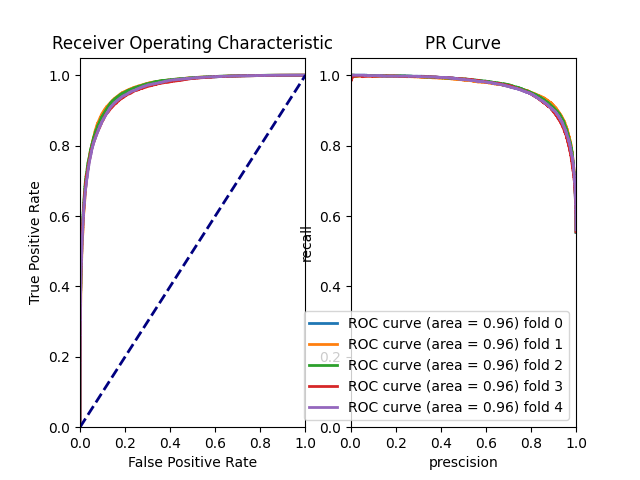 Receiver Operating Characteristic
PR Curve
True Positive Rate
1.0
0.8
0.6
0.4
0.2
0.0
0.0 0.2 0.4 0.6 0.8 1.0
False Positive Rate
recall
1.0
0.8
0.6
0.4
0.2
0.0
ROC curve (area = 0.96) fold 0
ROC curve (area = 0.96) fold 1
ROC curve (area = 0.96) fold 2
ROC curve (area = 0.96) fold 3
ROC curve (area = 0.96) fold 4
0.0 0.2 0.4 0.6 0.8 1.0
prescision